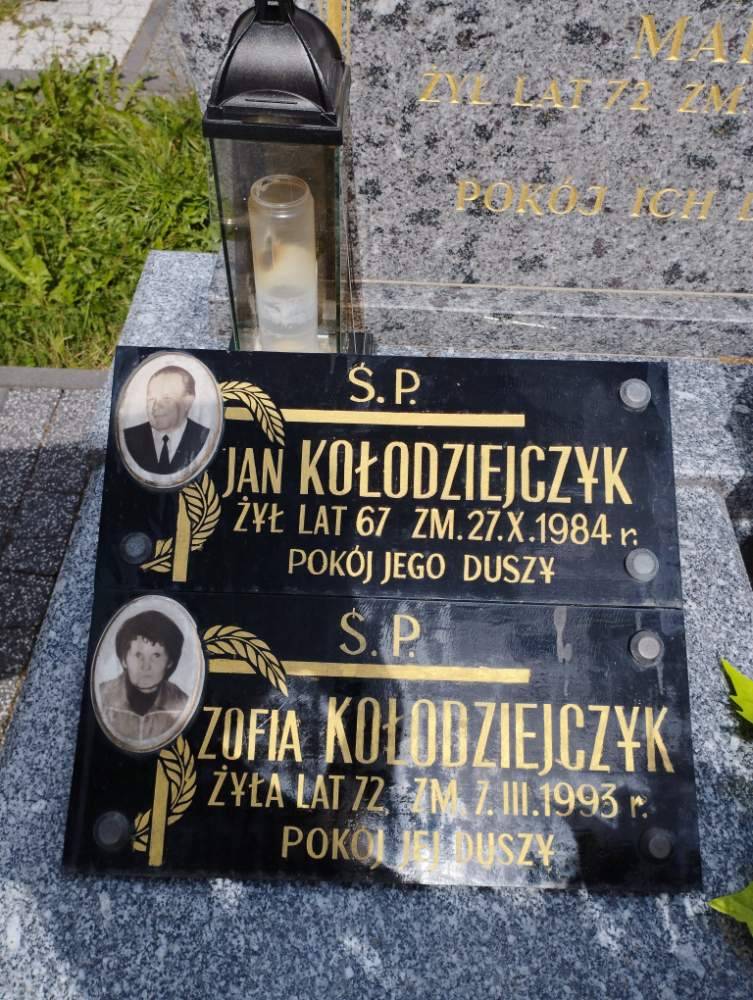 ŻYŁ LAT 72
POKÓJ ICH
Ś.P.
JAN KOŁODZIEJCZYK
ŻYŁ LAT 67 ZM. 27.X.1984 r.
POKÓJ JEGO DUSZY
Ś.P.
ZOFIA KOŁODZIEJCZYK
ŻYŁA LAT 72 ZM. 7.III.1993 r.
POKÓJ JEJ DUSZY